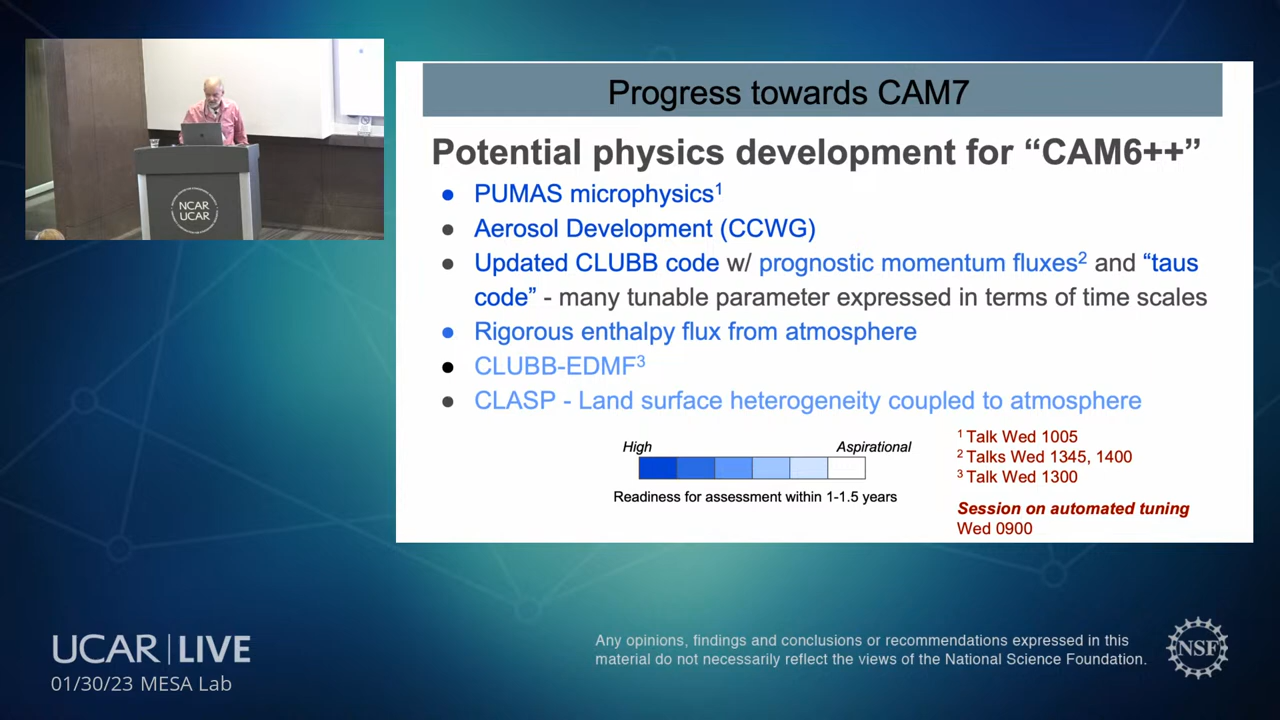 NCAR
UCAR
Progress towards CAM7
Potential physics development for “CAM6++”
● PUMAS microphysics¹
● Aerosol Development (CCWG)
● Updated CLUBB code w/ prognostic momentum fluxes² and “taus
code” - many tunable parameter expressed in terms of time scales
● Rigorous enthalpy flux from atmosphere
● CLUBB-EDMF³
● CLASP - Land surface heterogeneity coupled to atmosphere
High
Aspirational
Readiness for assessment within 1-1.5 years
¹ Talk Wed 1005
² Talks Wed 1345, 1400
³ Talk Wed 1300
Session on automated tuning
Wed 0900
UCAR | LIVE
01/30/23 MESA Lab
Any opinions, findings and conclusions or recommendations expressed in this
material do not necessarily reflect the views of the National Science Foundation.
NSF